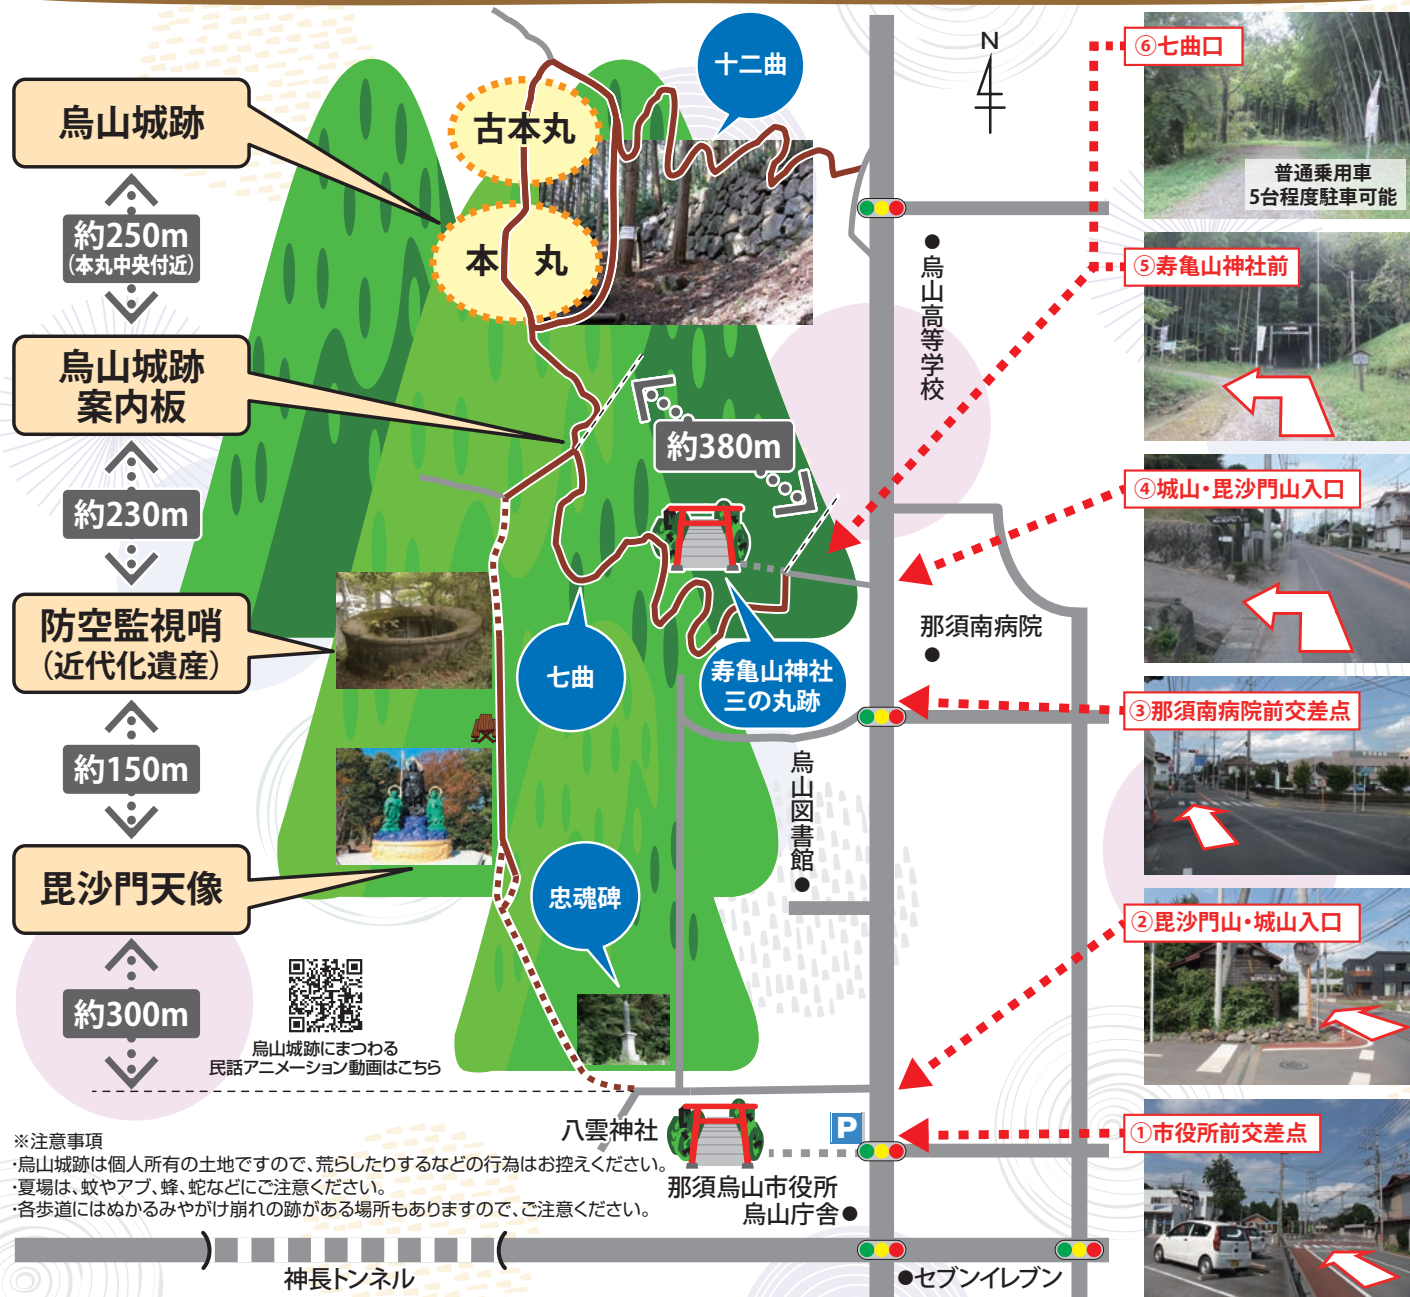 烏山城跡
約250m
(本丸中央付近)
烏山城跡
案内板
約230m
防空監視哨
(近代化遺産)
約150m
毘沙門天像
約300m
古本丸
本 丸
十二曲
約380m
七曲
寿亀山神社
三の丸跡
忠魂碑
N
烏山高等学校
那須南病院
烏山図書館
八雲神社
P
那須烏山市役所
烏山庁舎
セブンイレブン
神長トンネル
⑥七曲口
普通乗用車
5台程度駐車可能
⑤寿亀山神社前
④城山・毘沙門山入口
③那須南病院前交差点
②毘沙門山・城山入口
①市役所前交差点
烏山城跡にまつわる
民話アニメーション動画はこちら
※注意事項
・烏山城跡は個人所有の土地ですので、荒らしたりするなどの行為はお控えください。
・夏場は、蚊やアブ、蜂、蛇などにご注意ください。
・各歩道にはぬかるみやがけ崩れの跡がある場所もありますので、ご注意ください。